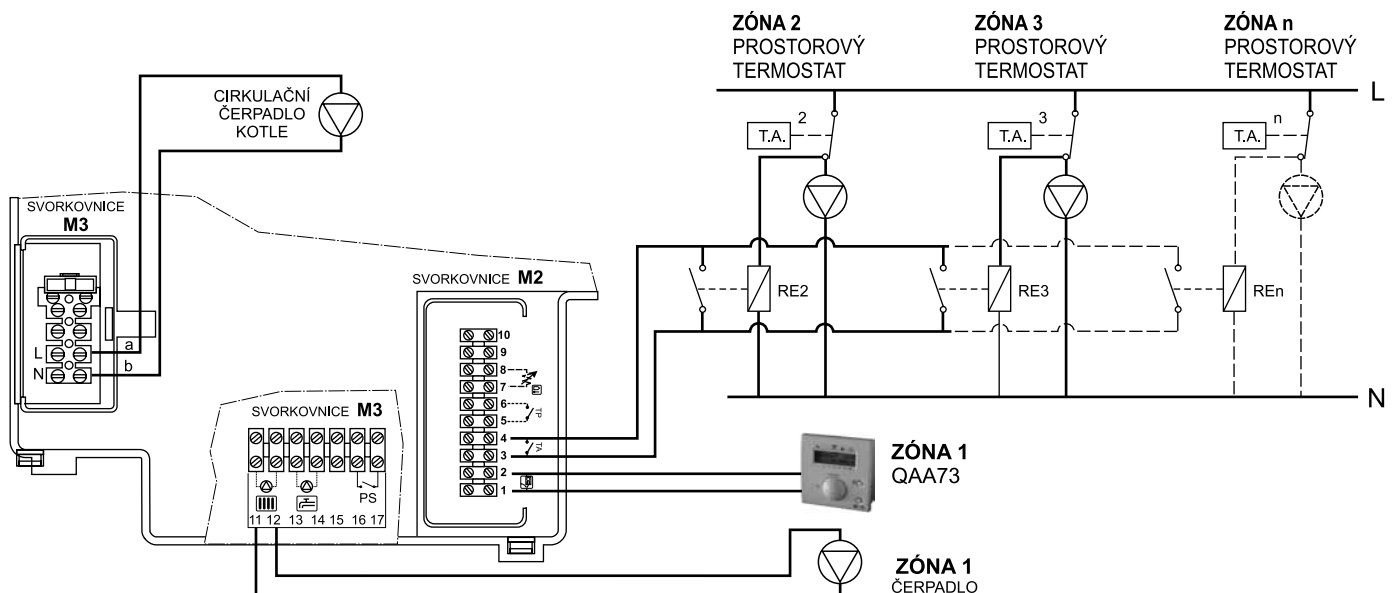 ZÓNA 2
PROSTOROVÝ
TERMOSTAT
ZÓNA 3
PROSTOROVÝ
TERMOSTAT
ZÓNA n
PROSTOROVÝ
TERMOSTAT
L
CIRKULAČNÍ
ČERPADLO
KOTLE
T.A.
2
T.A.
3
T.A.
n
SVORKOVNICE
M3
a
L
b
N
SVORKOVNICE M2
RE2
RE3
REn
10
9
8
7
6
5
4
3
2
1
TP
TA
N
SVORKOVNICE M3
PS
11 12 13 14 15 16 17
ZÓNA 1
QAA73
ZÓNA 1
ČERPADLO